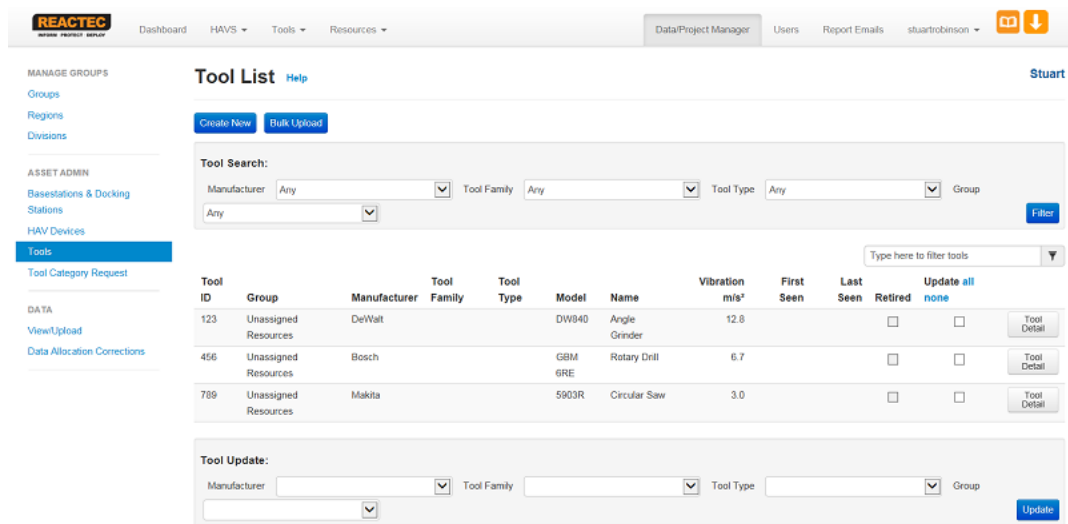 REACTEC
INFORM PROTECT DEPLOY
Dashboard HAVS Tools Resources Data/Project Manager Users Report Emails stuartrobinson
MANAGE GROUPS
Groups
Regions
Divisions
ASSET ADMIN
Basestations & Docking
Stations
HAV Devices
Tools
Tool Category Request
DATA
View/Upload
Data Allocation Corrections
Tool List Help
Stuart
Create New Bulk Upload
Tool Search:
Manufacturer Any Tool Family Any Tool Type Any Group
Any
Filter
Type here to filter tools
Tool Tool Tool Vibration First Last Update all
ID Group Manufacturer Family Type Model Name m/s² Seen Seen Retired none
123 Unassigned DeWalt DW840 Angle 12.8 Tool
Resources Grinder Detail
456 Unassigned Bosch GBM Rotary Drill 6.7 Tool
Resources 6RE Detail
789 Unassigned Makita 5903R Circular Saw 3.0 Tool
Resources Detail
Tool Update:
Manufacturer Tool Family Tool Type Group
Update